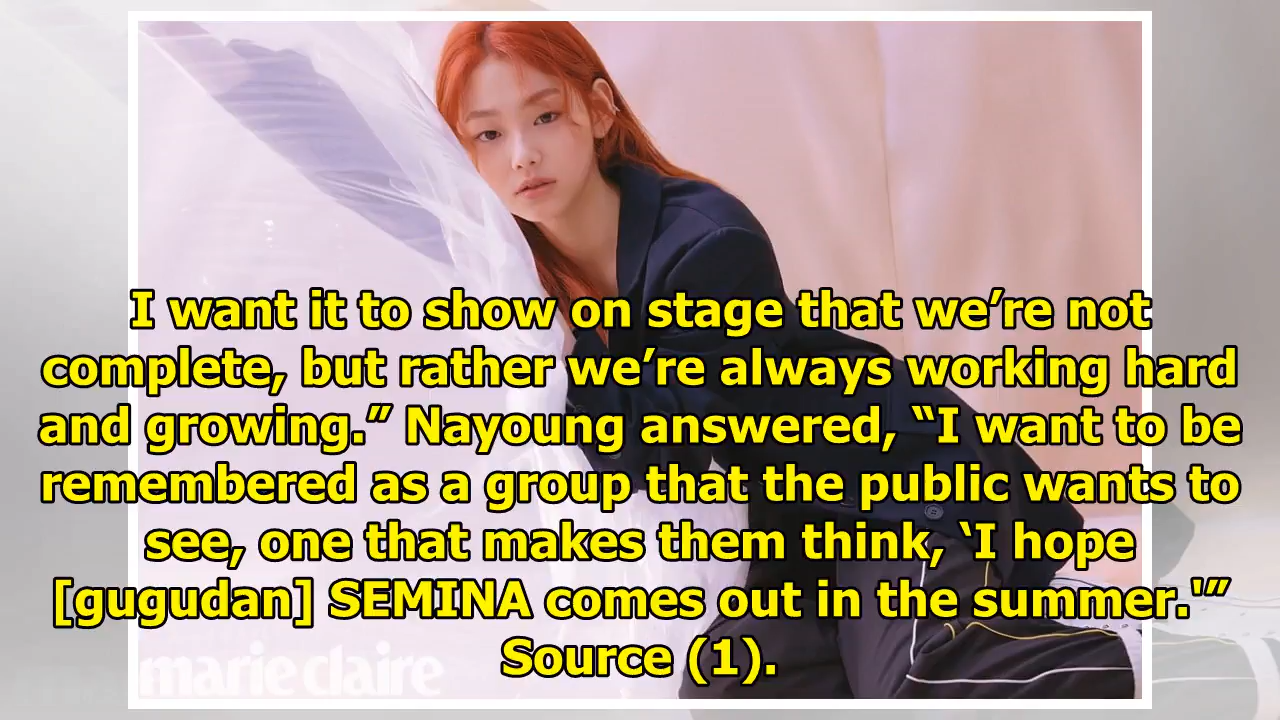 I want it to show on stage that we’re not
complete, but rather we’re always working hard
and growing.” Nayoung answered, “I want to be
remembered as a group that the public wants to
see, one that makes them think, ‘I hope
[gugudan] SEMINA comes out in the summer.'”
Source (1).
marie claire